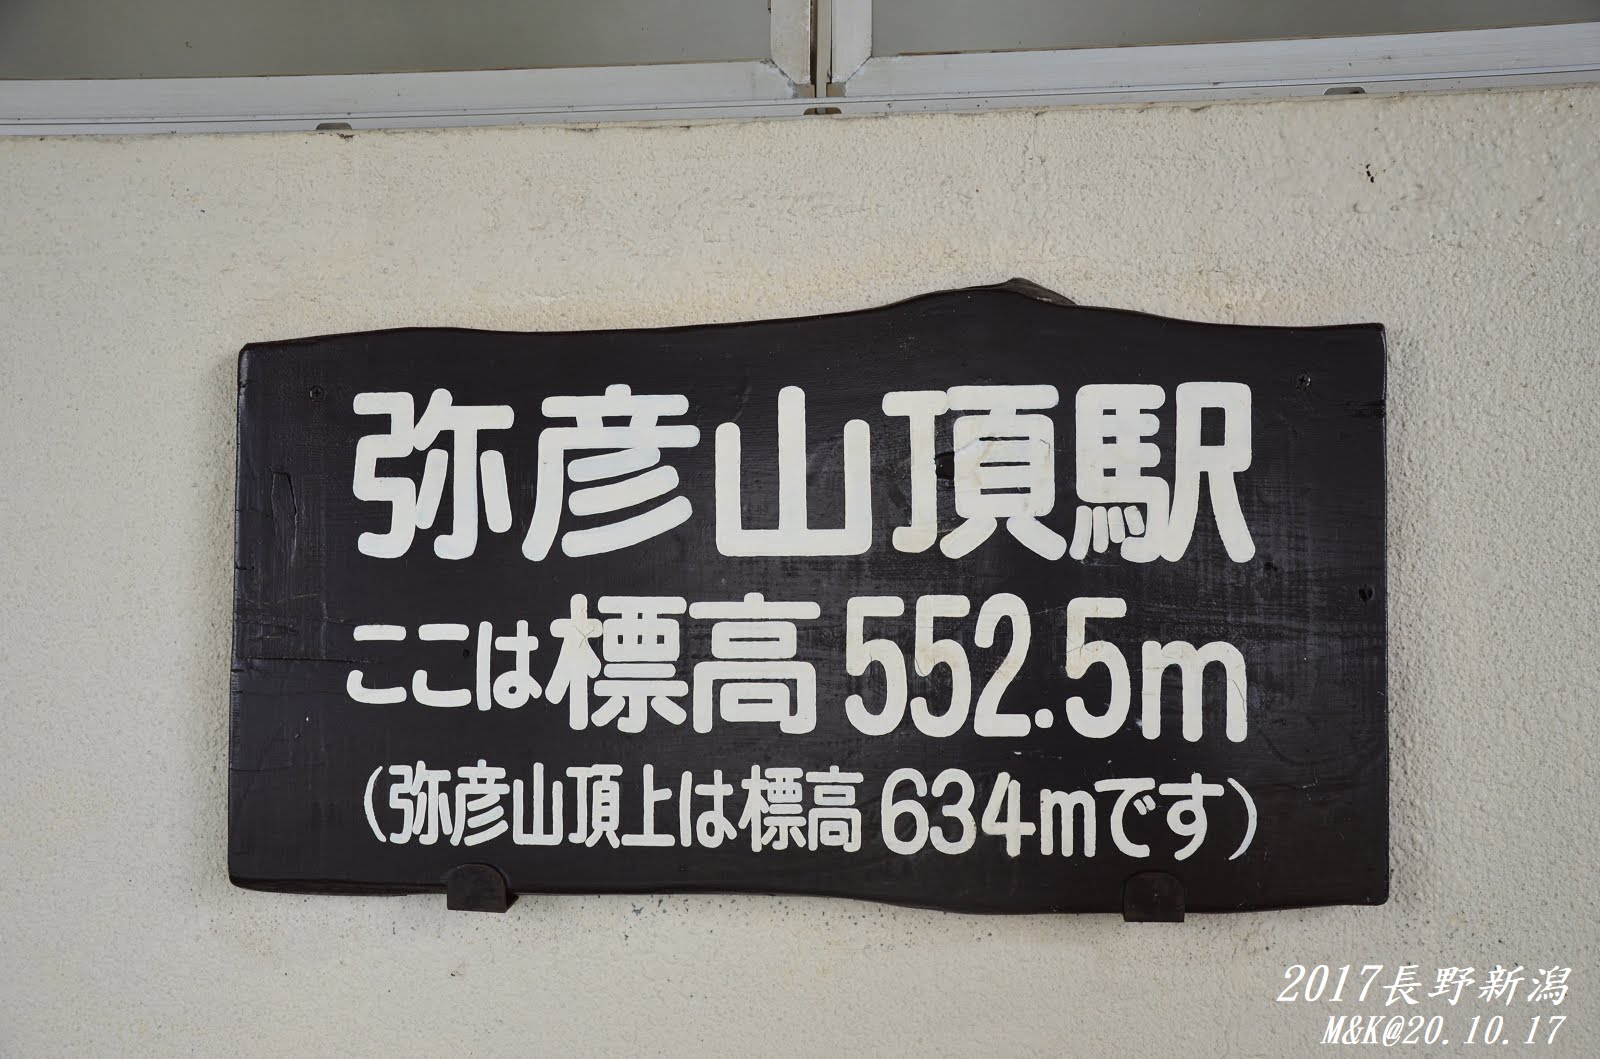 弥彦山頂駅
ここは標高552.5m
(弥彦山頂上は標高634mです)
2017長野新潟
M&K@20.10.17